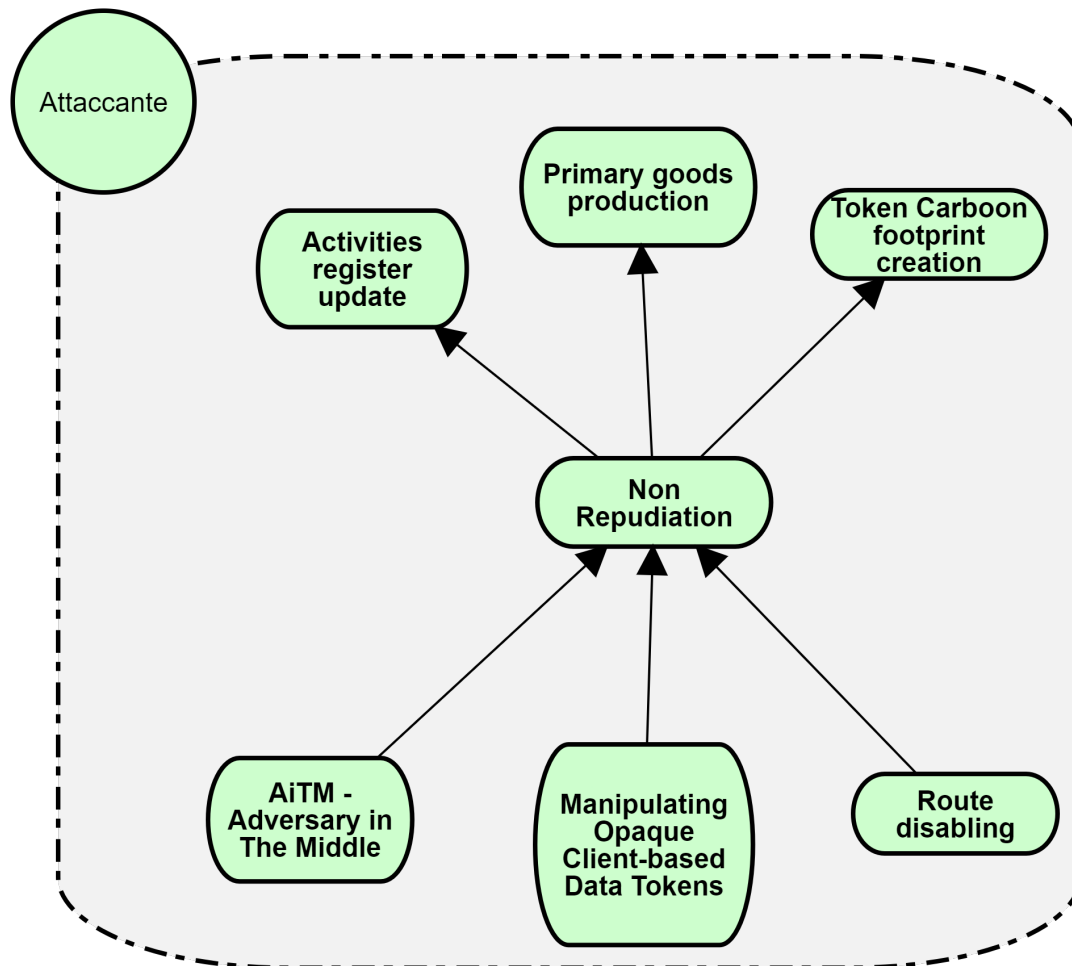 Attaccante
Primary goods
production
Token Carboon
footprint
creation
Activities
register
update
Non
Repudiation
AiTM -
Adversary in
The Middle
Manipulating
Opaque
Client-based
Data Tokens
Route
disabling